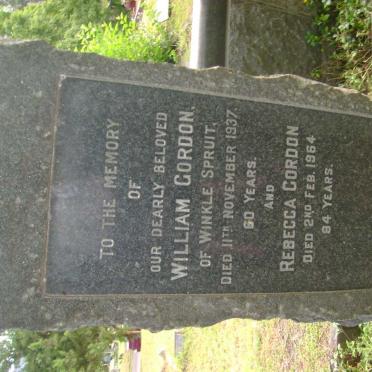 TO THE MEMORY
OF
OUR DEARLY BELOVED
WILLIAM GORDON,
OF WINKLE SPRUIT,
DIED 11TH NOVEMBER 1937,
60 YEARS.
AND
REBECCA GORDON
DIED 2ND FEB. 1964
84 YEARS.